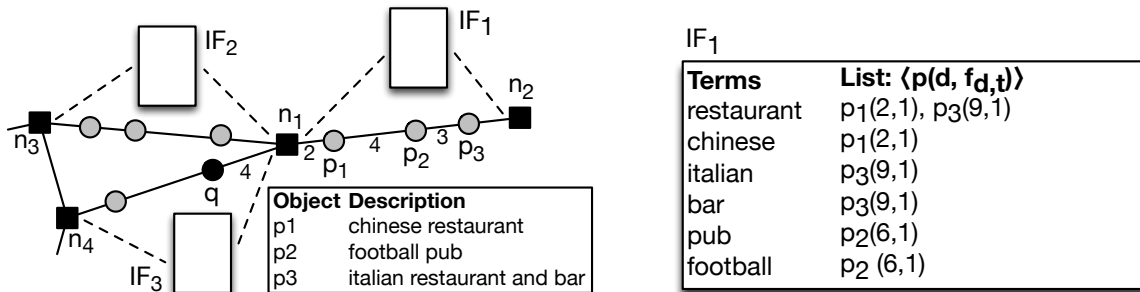 IF2
IF1
n2
n1
n3
2
4
3
p1
p2
p3
q
4
n4
IF3
Object Description
p1 chinese restaurant
p2 football pub
p3 italian restaurant and bar
IF1
Terms List: ⟨p(d, fd,t)⟩
restaurant p1(2,1), p3(9,1)
chinese p1(2,1)
italian p3(9,1)
bar p3(9,1)
pub p2(6,1)
football p2 (6,1)